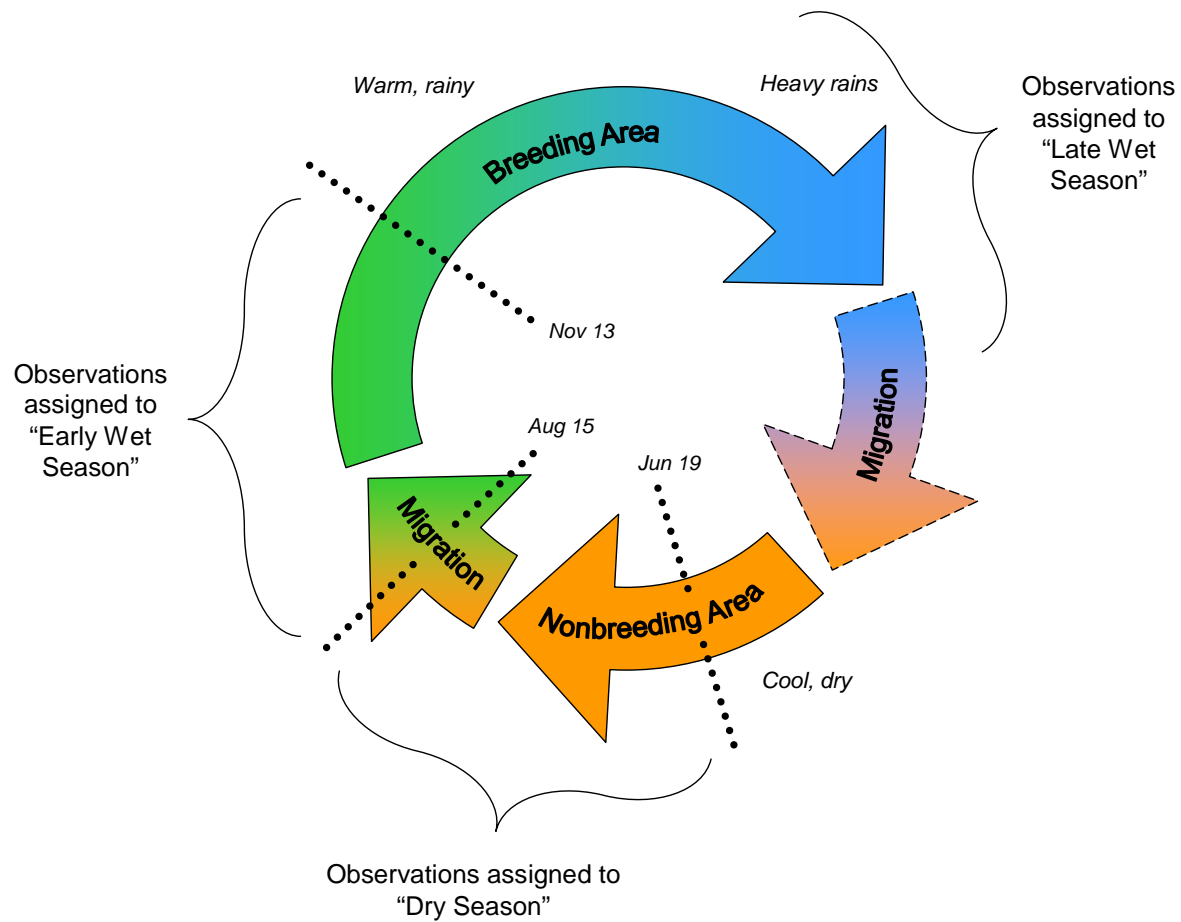 Warm, rainy
Heavy rains
Observations
assigned to
“Late Wet
Season”
Breeding Area
Nov 13
Migration
Observations
assigned to
“Early Wet
Season”
Aug 15
Jun 19
Migration
Nonbreeding Area
Cool, dry
Observations assigned to
“Dry Season”